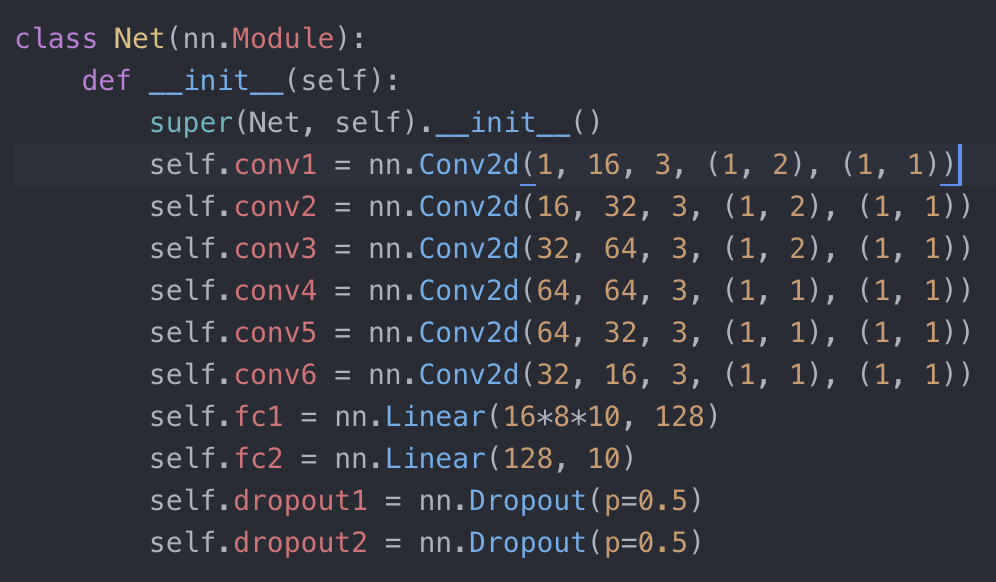 class Net(nn.Module):
    def __init__(self):
        super(Net, self).__init__()
        self.conv1 = nn.Conv2d(1, 16, 3, (1, 2), (1, 1))
        self.conv2 = nn.Conv2d(16, 32, 3, (1, 2), (1, 1))
        self.conv3 = nn.Conv2d(32, 64, 3, (1, 2), (1, 1))
        self.conv4 = nn.Conv2d(64, 64, 3, (1, 1), (1, 1))
        self.conv5 = nn.Conv2d(64, 32, 3, (1, 1), (1, 1))
        self.conv6 = nn.Conv2d(32, 16, 3, (1, 1), (1, 1))
        self.fc1 = nn.Linear(16*8*10, 128)
        self.fc2 = nn.Linear(128, 10)
        self.dropout1 = nn.Dropout(p=0.5)
        self.dropout2 = nn.Dropout(p=0.5)